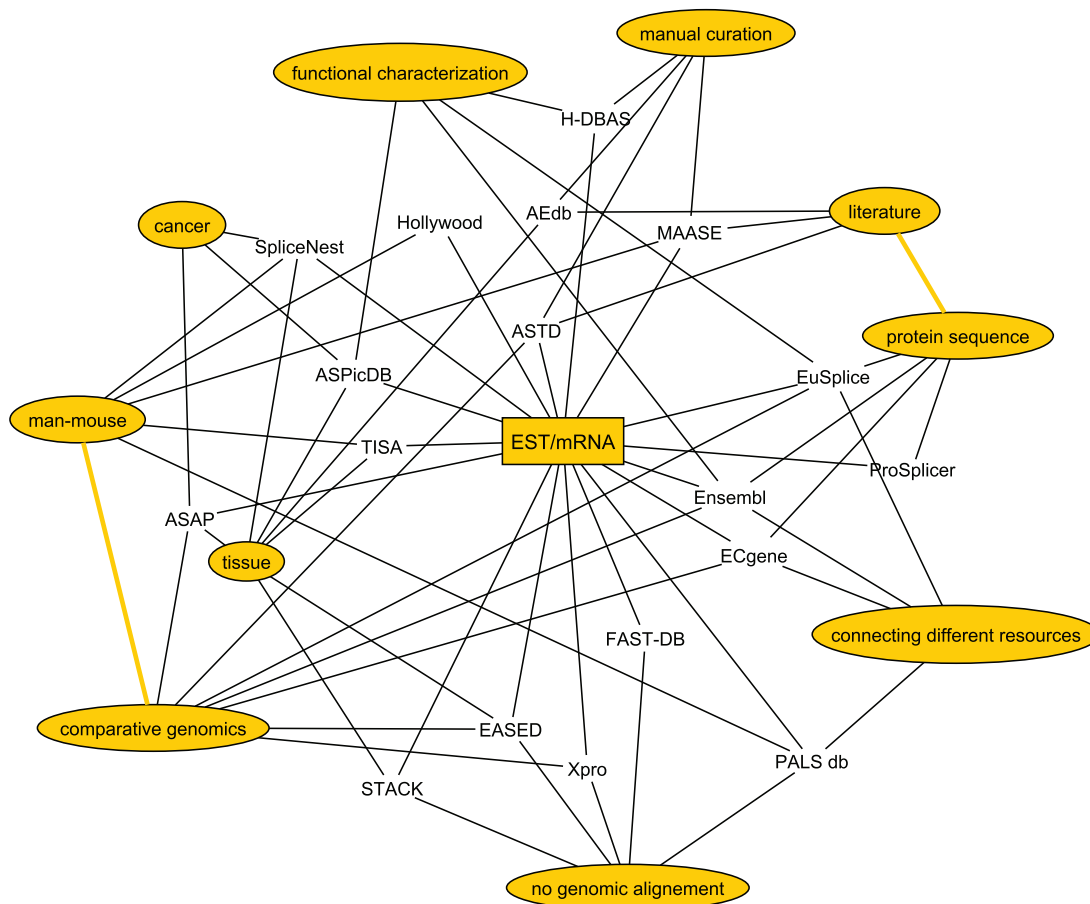 manual curation
functional characterization
H-DBAS
cancer
Hollywood
AEdb
literature
SpliceNest
MAASE
ASTD
protein sequence
ASPicDB
EuSplice
man-mouse
TISA
EST/mRNA
ProSplicer
Ensembl
ASAP
tissue
ECgene
FAST-DB
connecting different resources
comparative genomics
EASED
Xpro
PALS db
STACK
no genomic alignement